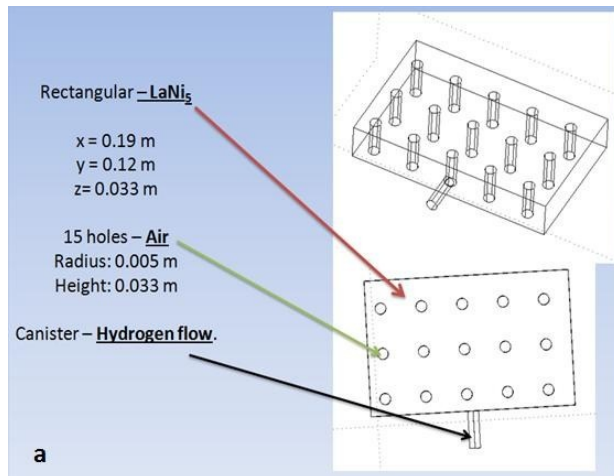 Rectangular – LaNi₅
x = 0.19 m
y = 0.12 m
z= 0.033 m
15 holes – Air
Radius: 0.005 m
Height: 0.033 m
Canister – Hydrogen flow.
a